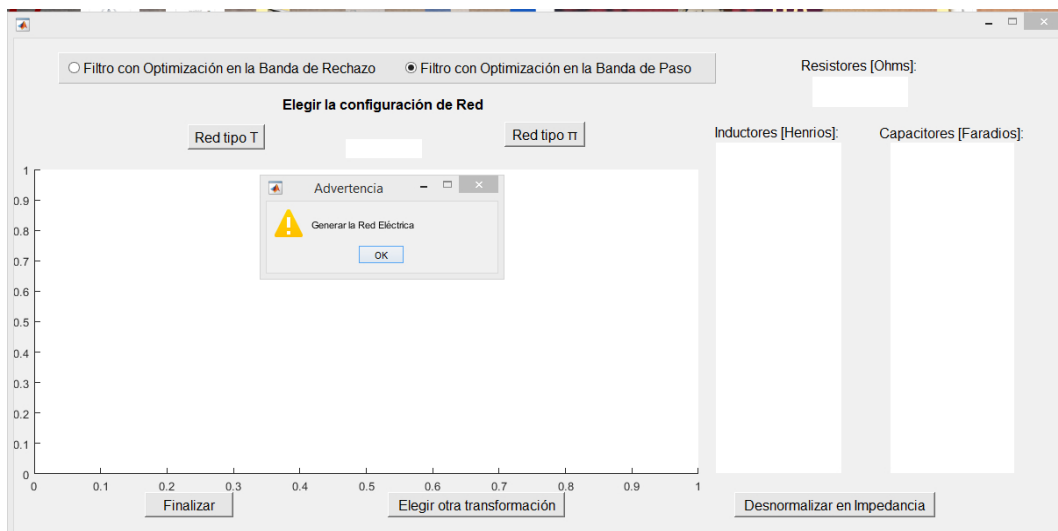 Filtro con Optimización en la Banda de Rechazo
Filtro con Optimización en la Banda de Paso
Resistores [Ohms]:
Elegir la configuración de Red
Red tipo T
Red tipo π
Inductores [Henrios]:
Capacitores [Faradios]:
Advertencia
Generar la Red Eléctrica
OK
1
0.9
0.8
0.7
0.6
0.5
0.4
0.3
0.2
0.1
0
0 0.1 0.2 0.3 0.4 0.5 0.6 0.7 0.8 0.9 1
Finalizar
Elegir otra transformación
Desnormalizar en Impedancia